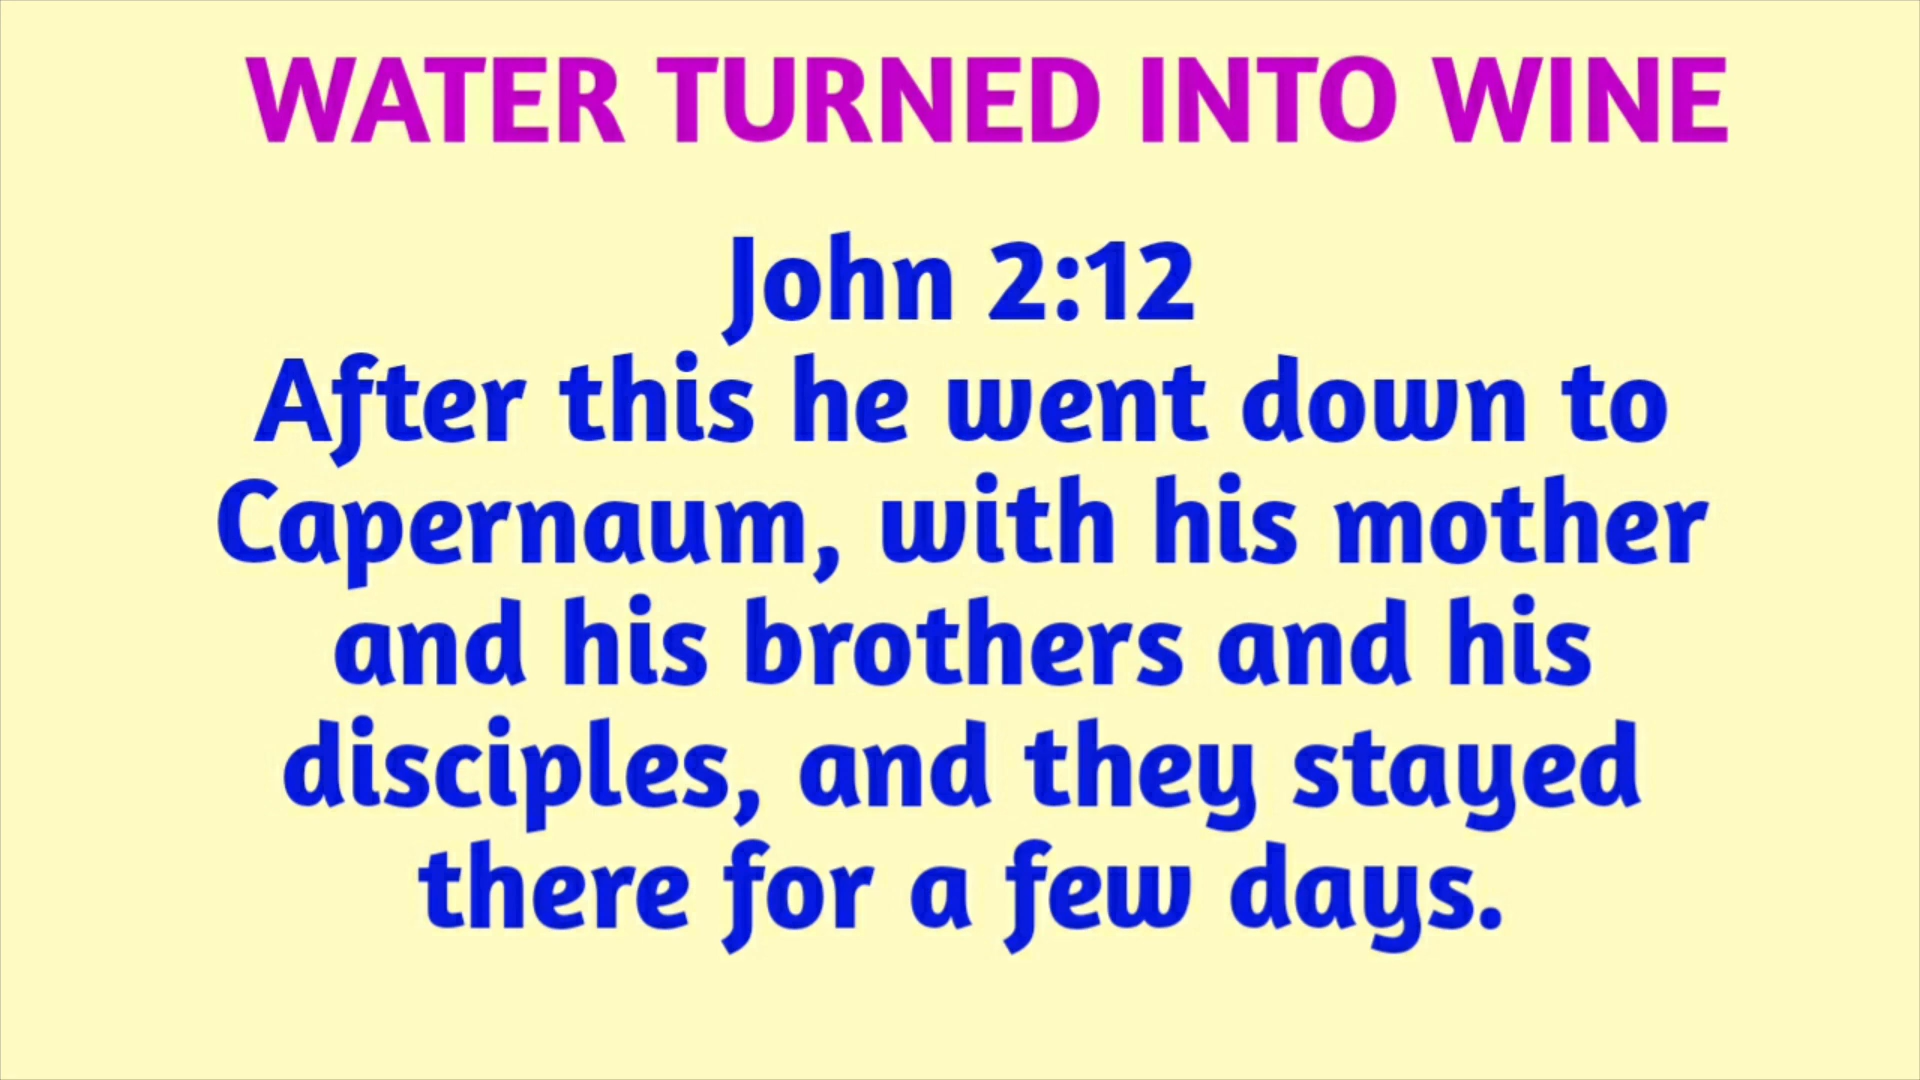 WATER TURNED INTO WINE
John 2:12
After this he went down to
Capernaum, with his mother
and his brothers and his
disciples, and they stayed
there for a few days.